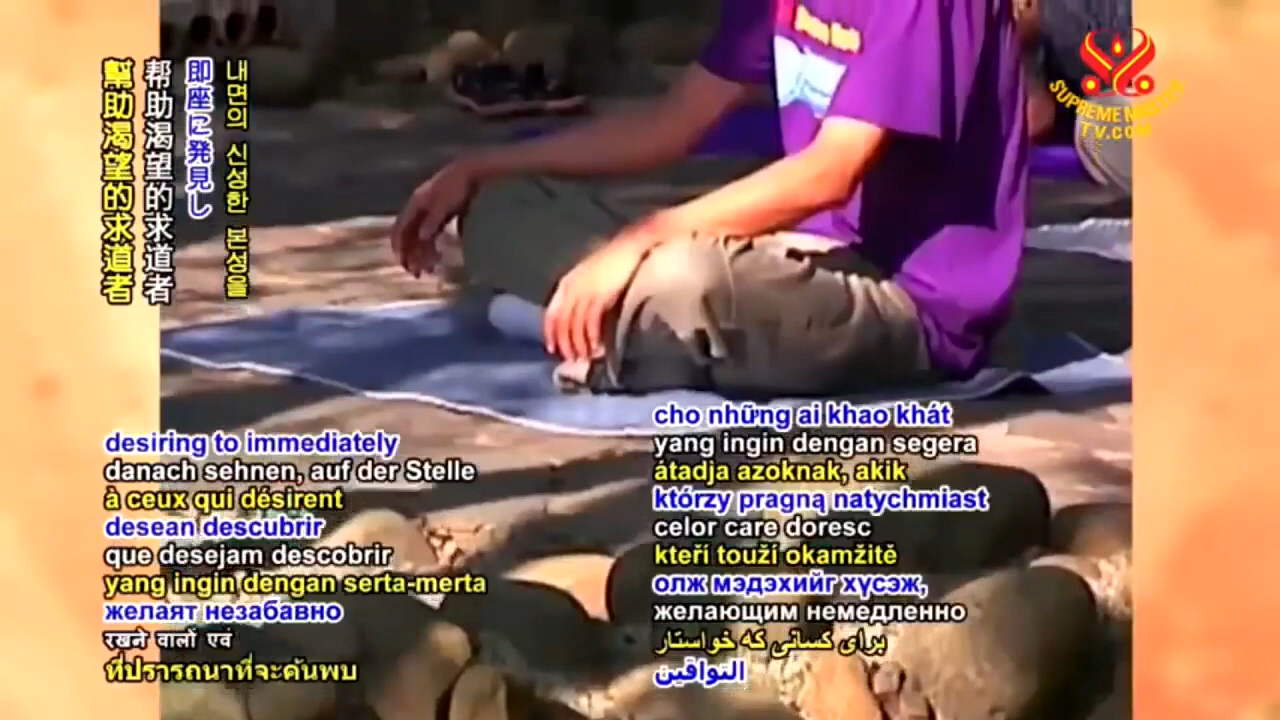 내면의 신성한 본성을
即座に発見し
帮助渴望的求道者
幫助渴望的求道者
SUPREME MASTER
TV.COM
desiring to immediately
danach sehnen, auf der Stelle
à ceux qui désirent
desean descubrir
que desejam descobrir
yang ingin dengan serta-merta
желаят незабавно
रखने वालों एवं
ที่ปรารถนาที่จะค้นพบ
cho những ai khao khát
yang ingin dengan segera
átadja azoknak, akik
którzy pragną natychmiast
celor care doresc
kteří touží okamžitě
олж мэдэхийг хүсэж,
желающим немедленно
برای کسانی که خواستار
التواقين